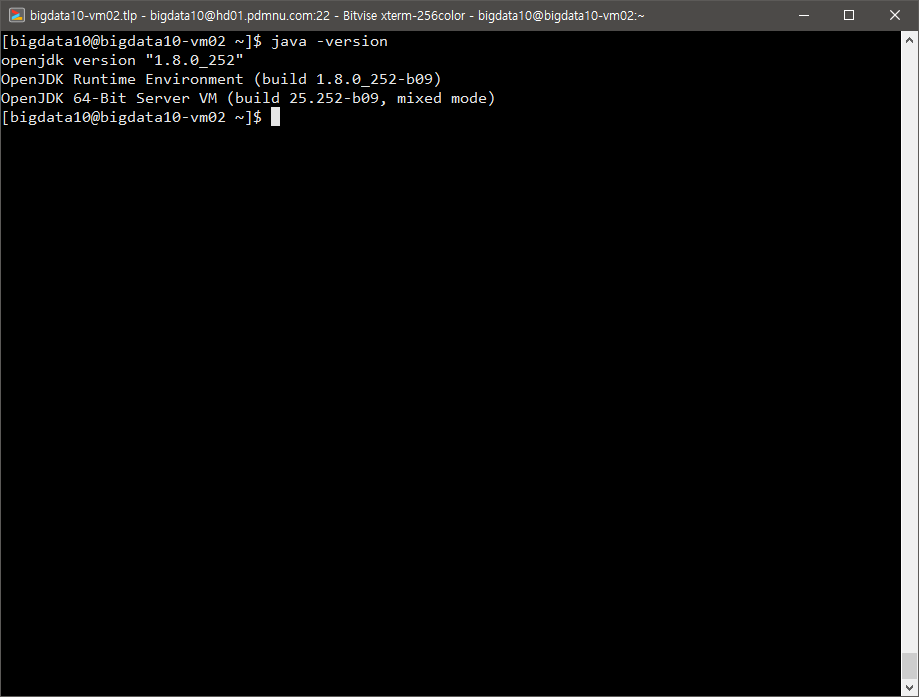 bigdata10-vm02.tlp - bigdata10@hd01.pdmnu.com:22 - Bitvise xterm-256color - bigdata10@bigdata10-vm02:~
[bigdata10@bigdata10-vm02 ~]$ java -version
openjdk version "1.8.0_252"
OpenJDK Runtime Environment (build 1.8.0_252-b09)
OpenJDK 64-Bit Server VM (build 25.252-b09, mixed mode)
[bigdata10@bigdata10-vm02 ~]$